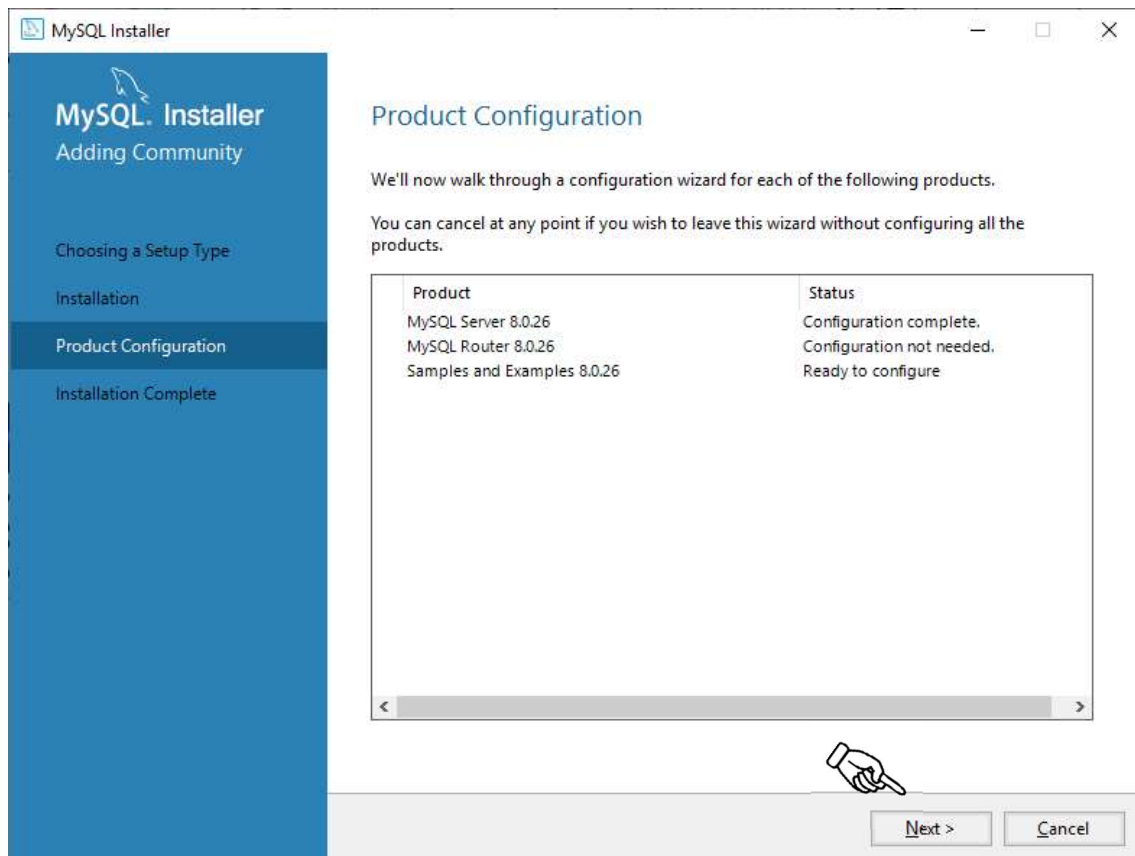 MySQL Installer
MySQL. Installer
Adding Community
Choosing a Setup Type
Installation
Product Configuration
Installation Complete
Product Configuration
We'll now walk through a configuration wizard for each of the following products.
You can cancel at any point if you wish to leave this wizard without configuring all the
products.
Product Status
MySQL Server 8.0.26 Configuration complete.
MySQL Router 8.0.26 Configuration not needed.
Samples and Examples 8.0.26 Ready to configure
Next > Cancel